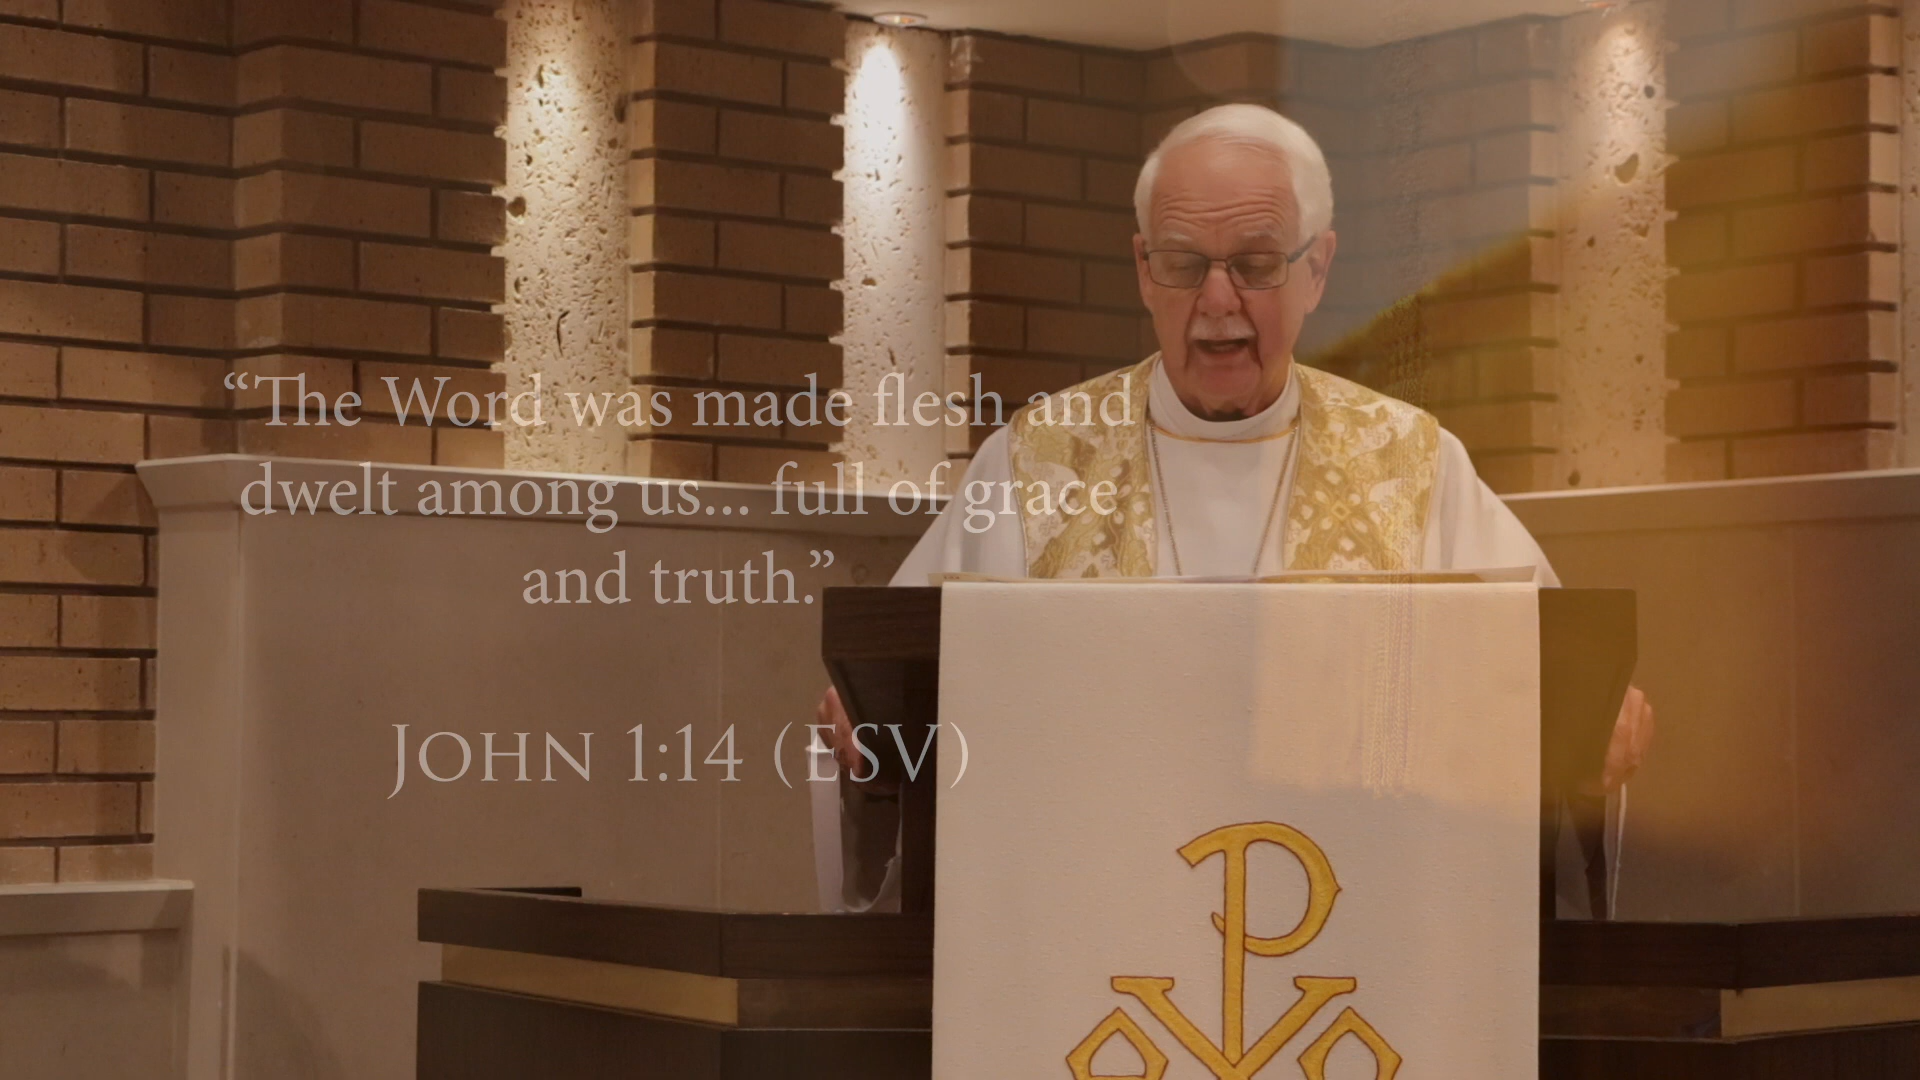 “The Word was made flesh and
dwelt among us... full of grace
and truth.”
John 1:14 (ESV)